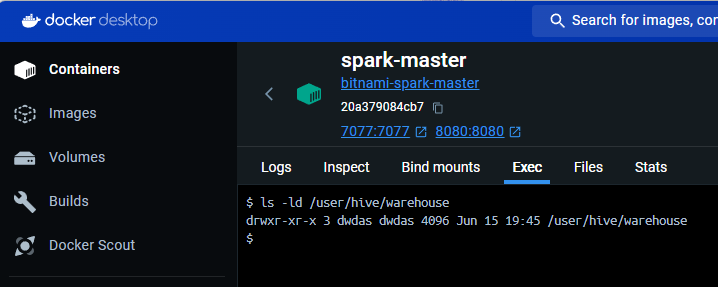 docker desktop
Search for images, con
Containers
Images
Volumes
Builds
Docker Scout
spark-master
bitnami-spark-master
20a379084cb7
7077:7077 8080:8080
Logs Inspect Bind mounts Exec Files Stats
$ ls -ld /user/hive/warehouse
drwxr-xr-x 3 dwdas dwdas 4096 Jun 15 19:45 /user/hive/warehouse
$